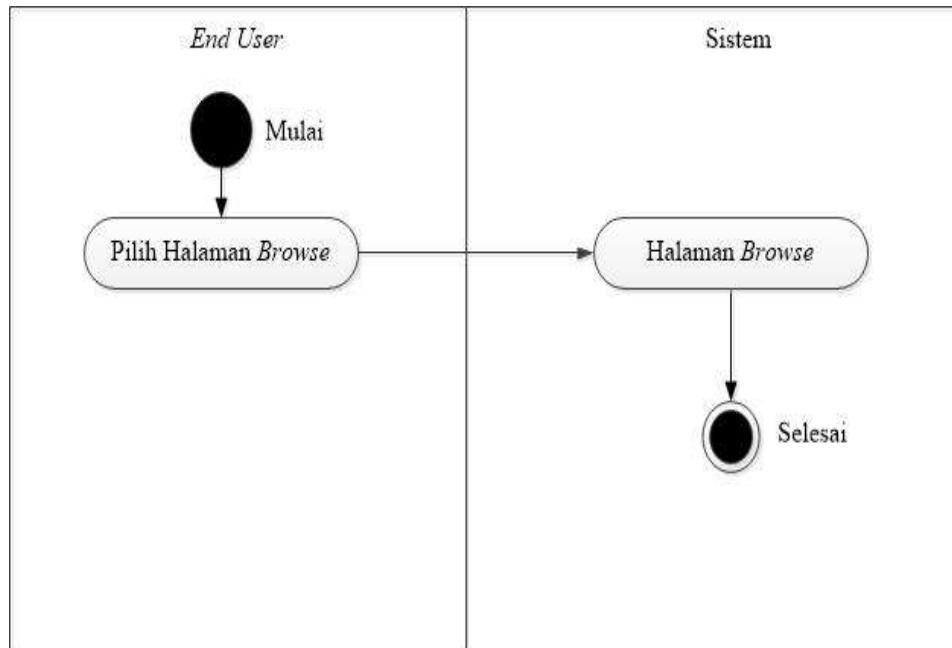 End User
Sistem
Mulai
Pilih Halaman Browse
Halaman Browse
Selesai